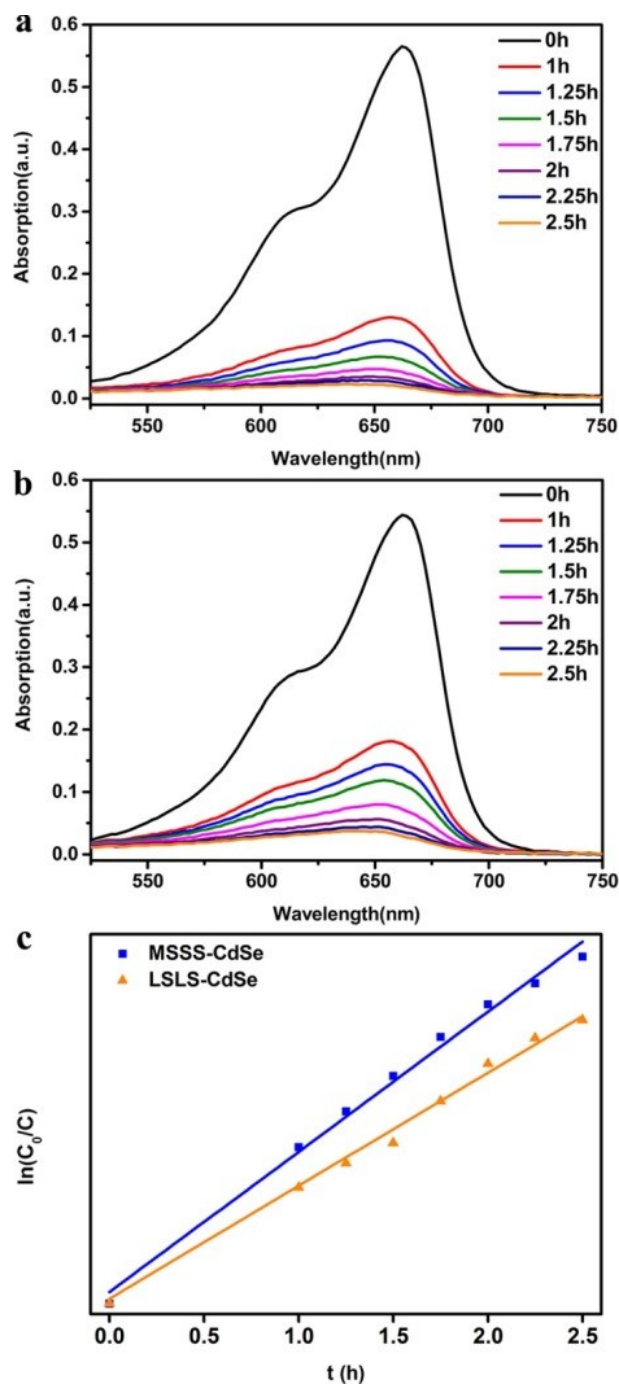 a
0.6
0.5
0.4
0.3
0.2
0.1
0.0
Absorption(a.u.)
0h
1h
1.25h
1.5h
1.75h
2h
2.25h
2.5h
550 600 650 700 750
Wavelength(nm)
b
0.6
0.5
0.4
0.3
0.2
0.1
0.0
Absorption(a.u.)
0h
1h
1.25h
1.5h
1.75h
2h
2.25h
2.5h
550 600 650 700 750
Wavelength(nm)
c
MSSS-CdSe
LSLS-CdSe
ln(C₀/C)
0.0 0.5 1.0 1.5 2.0 2.5
t (h)